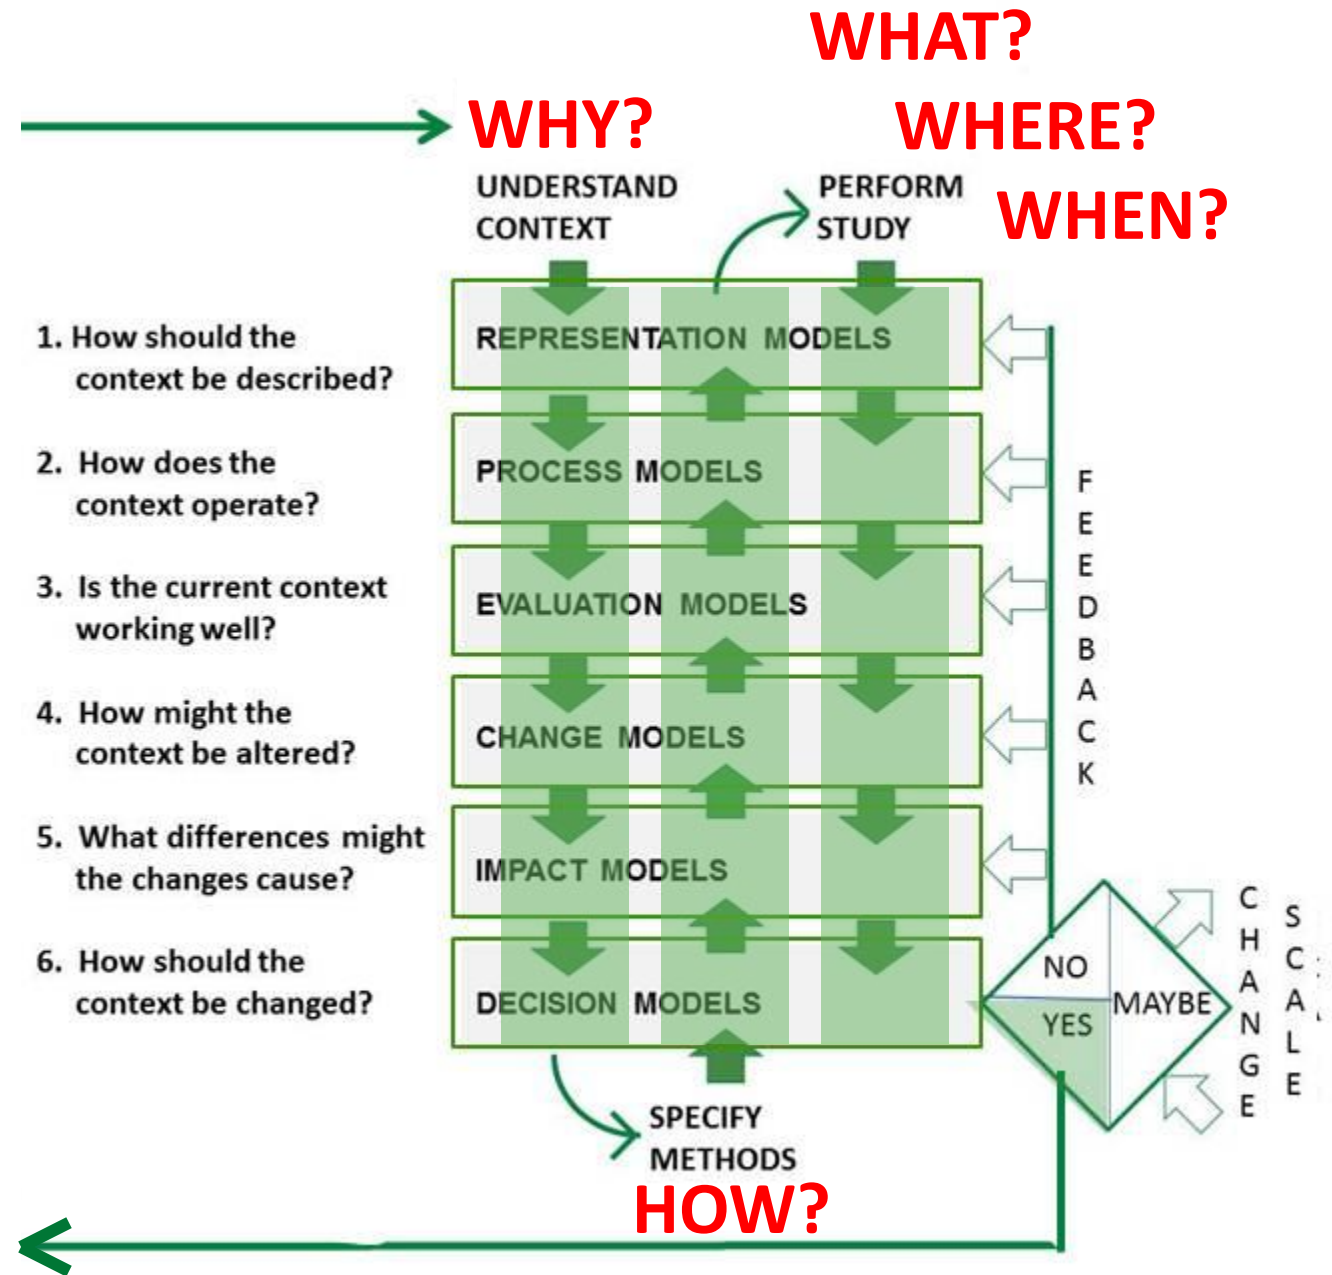 WHAT?
WHY?
WHERE?
UNDERSTAND
CONTEXT
PERFORM
STUDY
WHEN?
1. How should the
context be described?
REPRESENTATION MODELS
2. How does the
context operate?
PROCESS MODELS
3. Is the current context
working well?
EVALUATION MODELS
4. How might the
context be altered?
CHANGE MODELS
5. What differences might
the changes cause?
IMPACT MODELS
6. How should the
context be changed?
DECISION MODELS
FEEDBACK
NO
YES
MAYBE
CHANGE
SCALE
SPECIFY
METHODS
HOW?